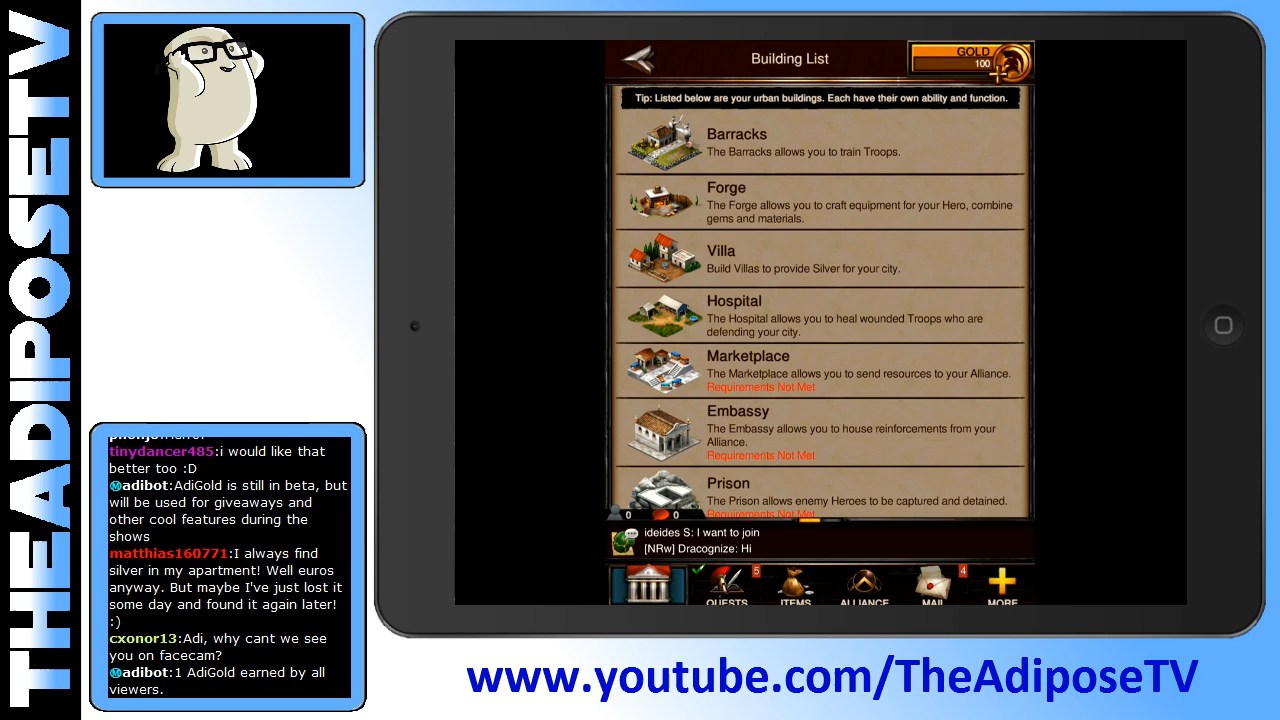 THEADIPOSETV
tinydancer485:i would like that
better too :D
adibot:AdiGold is still in beta, but
will be used for giveaways and
other cool features during the
shows
matthias160771:I always find
silver in my apartment! Well euros
anyway. But maybe I've just lost it
some day and found it again later!
:)
cxonor13:Adi, why cant we see
you on facecam?
adibot:1 AdiGold earned by all
viewers.
Building List
GOLD
100
Tip: Listed below are your urban buildings. Each have their own ability and function.
Barracks
The Barracks allows you to train Troops.
Forge
The Forge allows you to craft equipment for your Hero, combine
gems and materials.
Villa
Build Villas to provide Silver for your city.
Hospital
The Hospital allows you to heal wounded Troops who are
defending your city.
Marketplace
The Marketplace allows you to send resources to your Alliance.
Requirements Not Met
Embassy
The Embassy allows you to house reinforcements from your
Alliance.
Requirements Not Met
Prison
The Prison allows enemy Heroes to be captured and detained.
Requirements Not Met
0
0
ideides S: I want to join
[NRw] Dracognize: Hi
5
4
QUESTS
ITEMS
ALLIANCE
MAIL
MORE
www.youtube.com/TheAdiposeTV